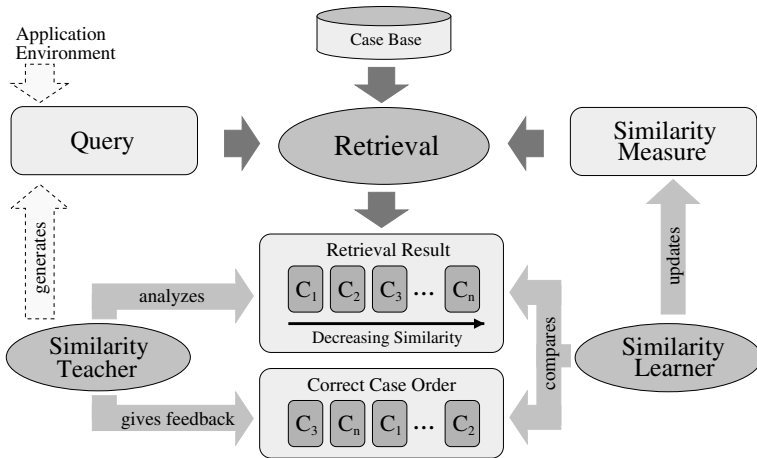 Application
Environment
Case Base
Query
Retrieval
Similarity
Measure
generates
updates
Retrieval Result
C1 C2 C3 ... Cn
Decreasing Similarity
analyzes
compares
Similarity
Teacher
Similarity
Learner
Correct Case Order
C3 Cn C1 ... C2
gives feedback